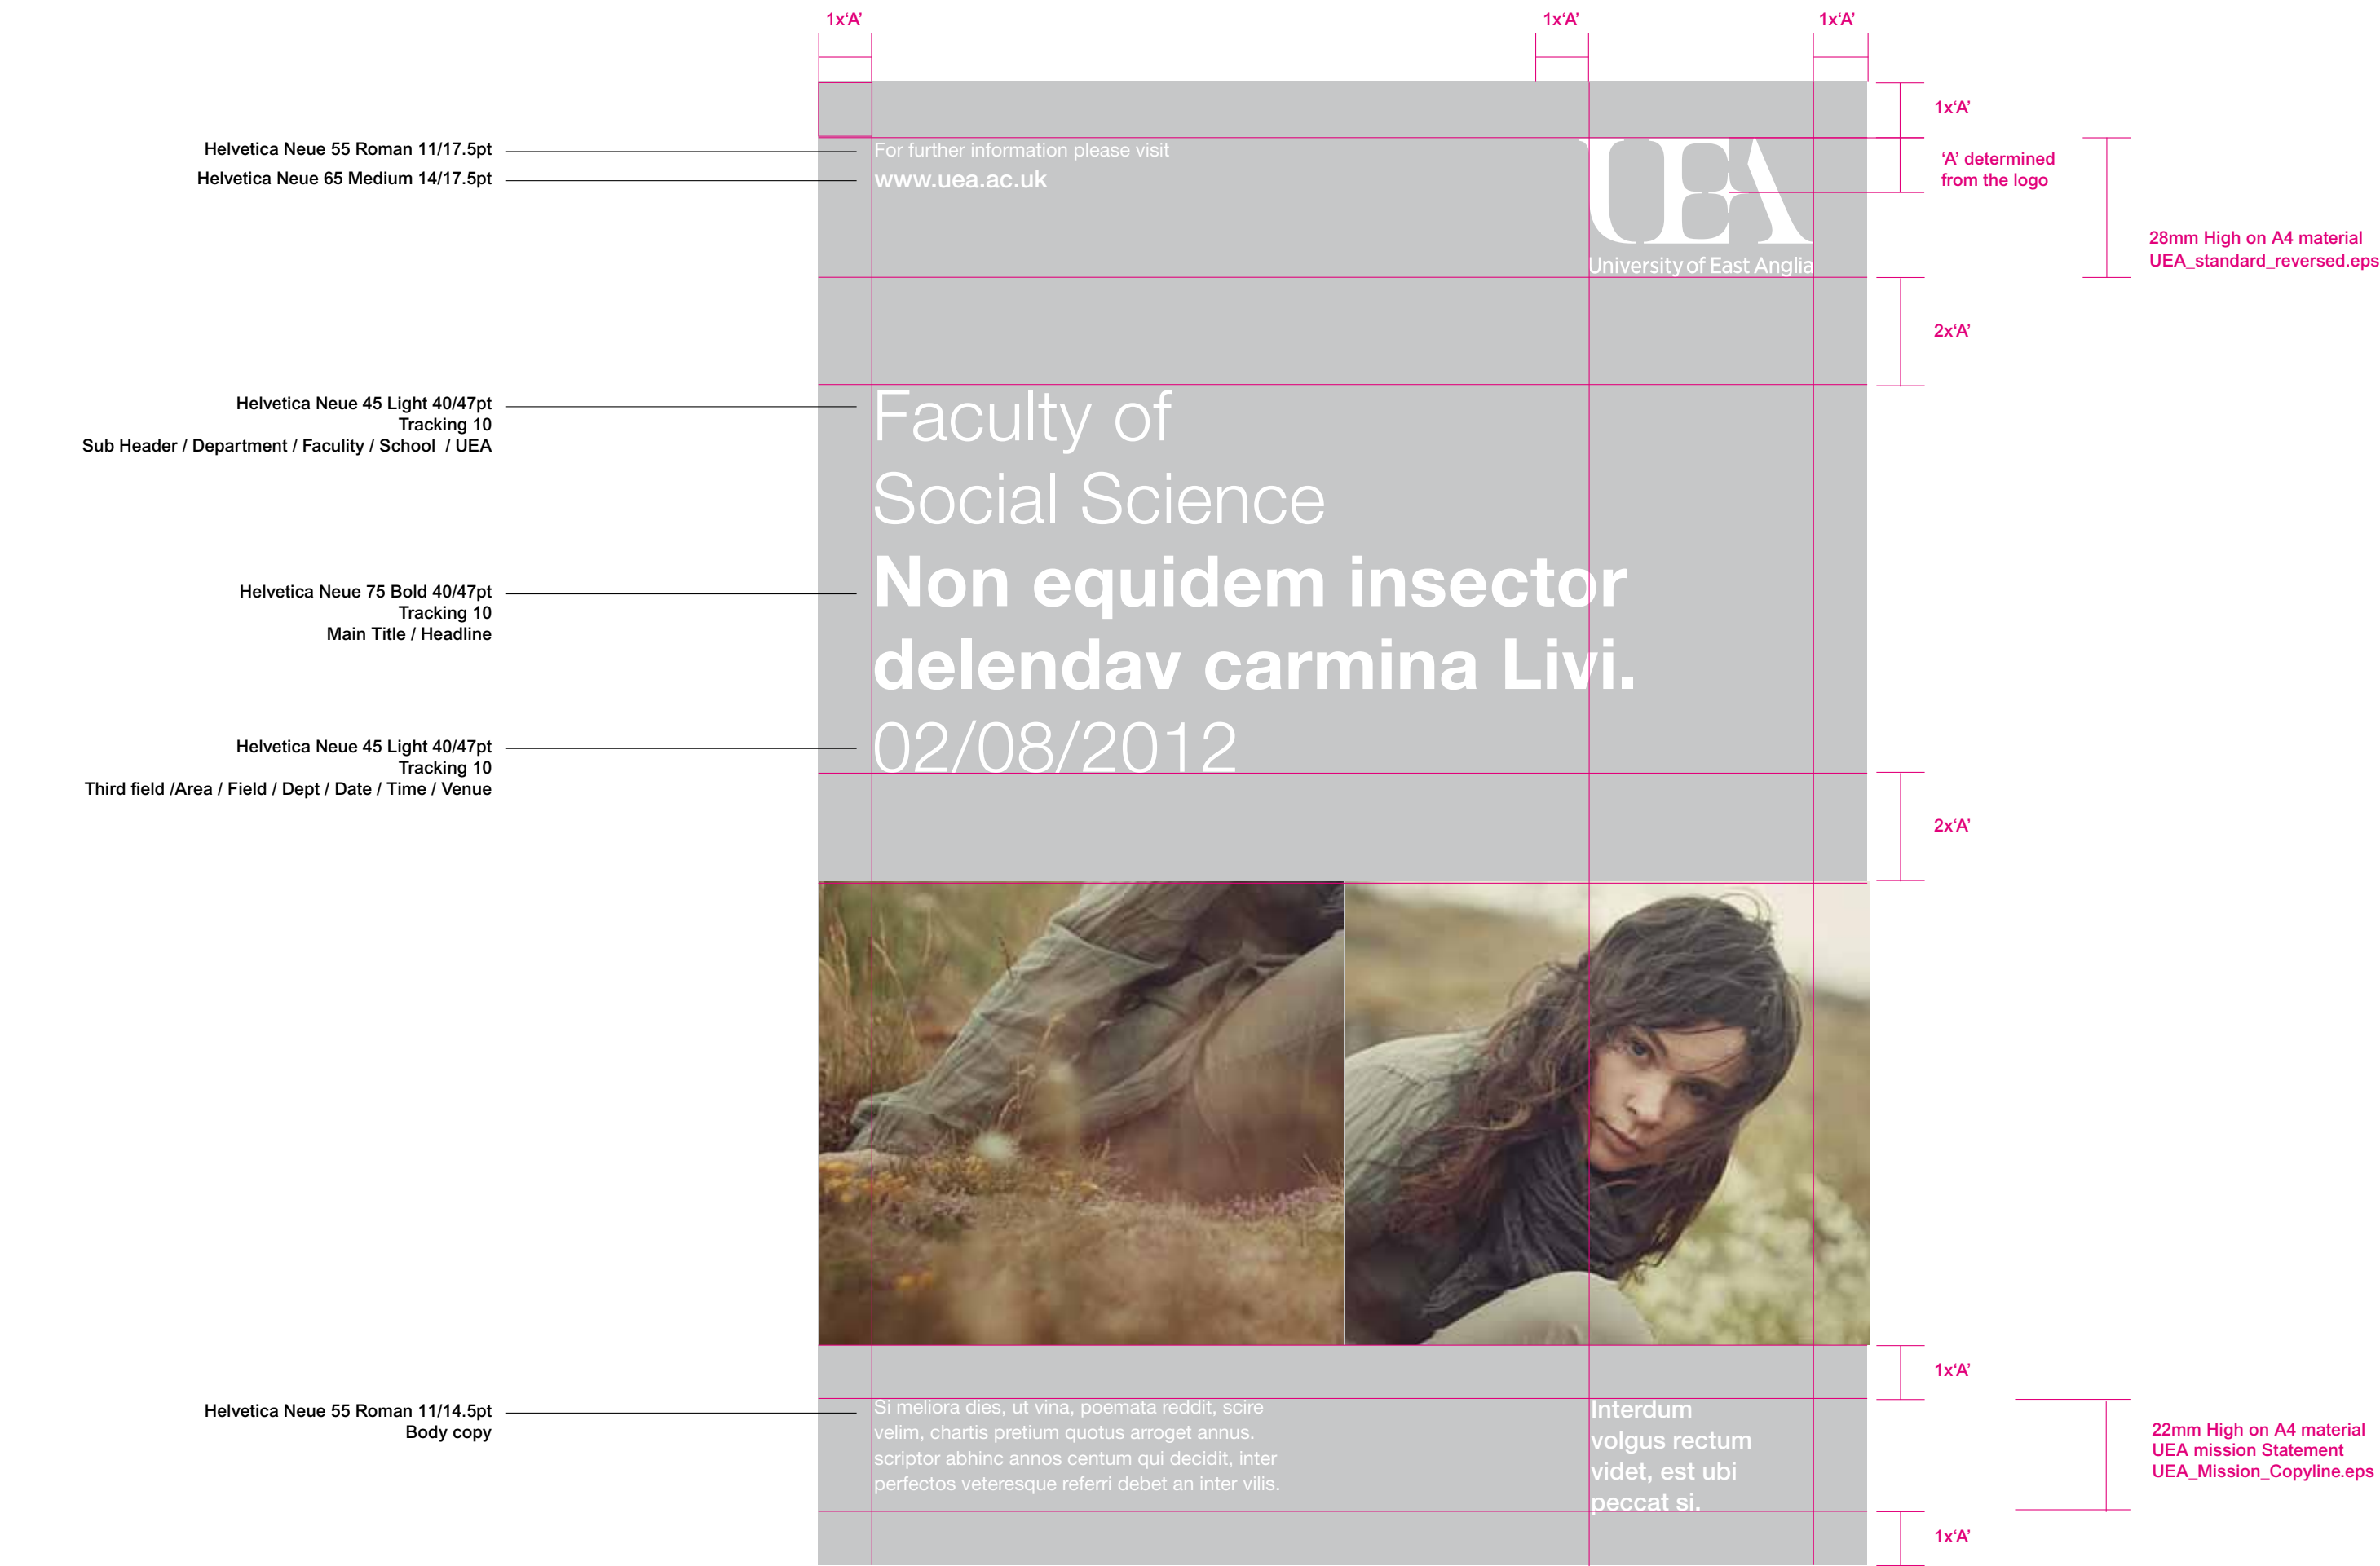 1x‘A’
1x‘A’
1x‘A’
1x‘A’
Helvetica Neue 55 Roman 11/17.5pt
Helvetica Neue 65 Medium 14/17.5pt
For further information please visit
www.uea.ac.uk
UEA
University of East Anglia
‘A’ determined
from the logo
28mm High on A4 material
UEA_standard_reversed.eps
2x‘A’
Helvetica Neue 45 Light 40/47pt
Tracking 10
Sub Header / Department / Faculity / School / UEA
Faculty of
Social Science
Helvetica Neue 75 Bold 40/47pt
Tracking 10
Main Title / Headline
Non equidem insector
delendav carmina Livi.
Helvetica Neue 45 Light 40/47pt
Tracking 10
Third field /Area / Field / Dept / Date / Time / Venue
02/08/2012
2x‘A’
1x‘A’
Helvetica Neue 55 Roman 11/14.5pt
Body copy
Si meliora dies, ut vina, poemata reddit, scire
velim, chartis pretium quotus arroget annus.
scriptor abhinc annos centum qui decidit, inter
perfectos veteresque referri debet an inter vilis.
Interdum
volgus rectum
videt, est ubi
peccat si.
22mm High on A4 material
UEA mission Statement
UEA_Mission_Copyline.eps
1x‘A’